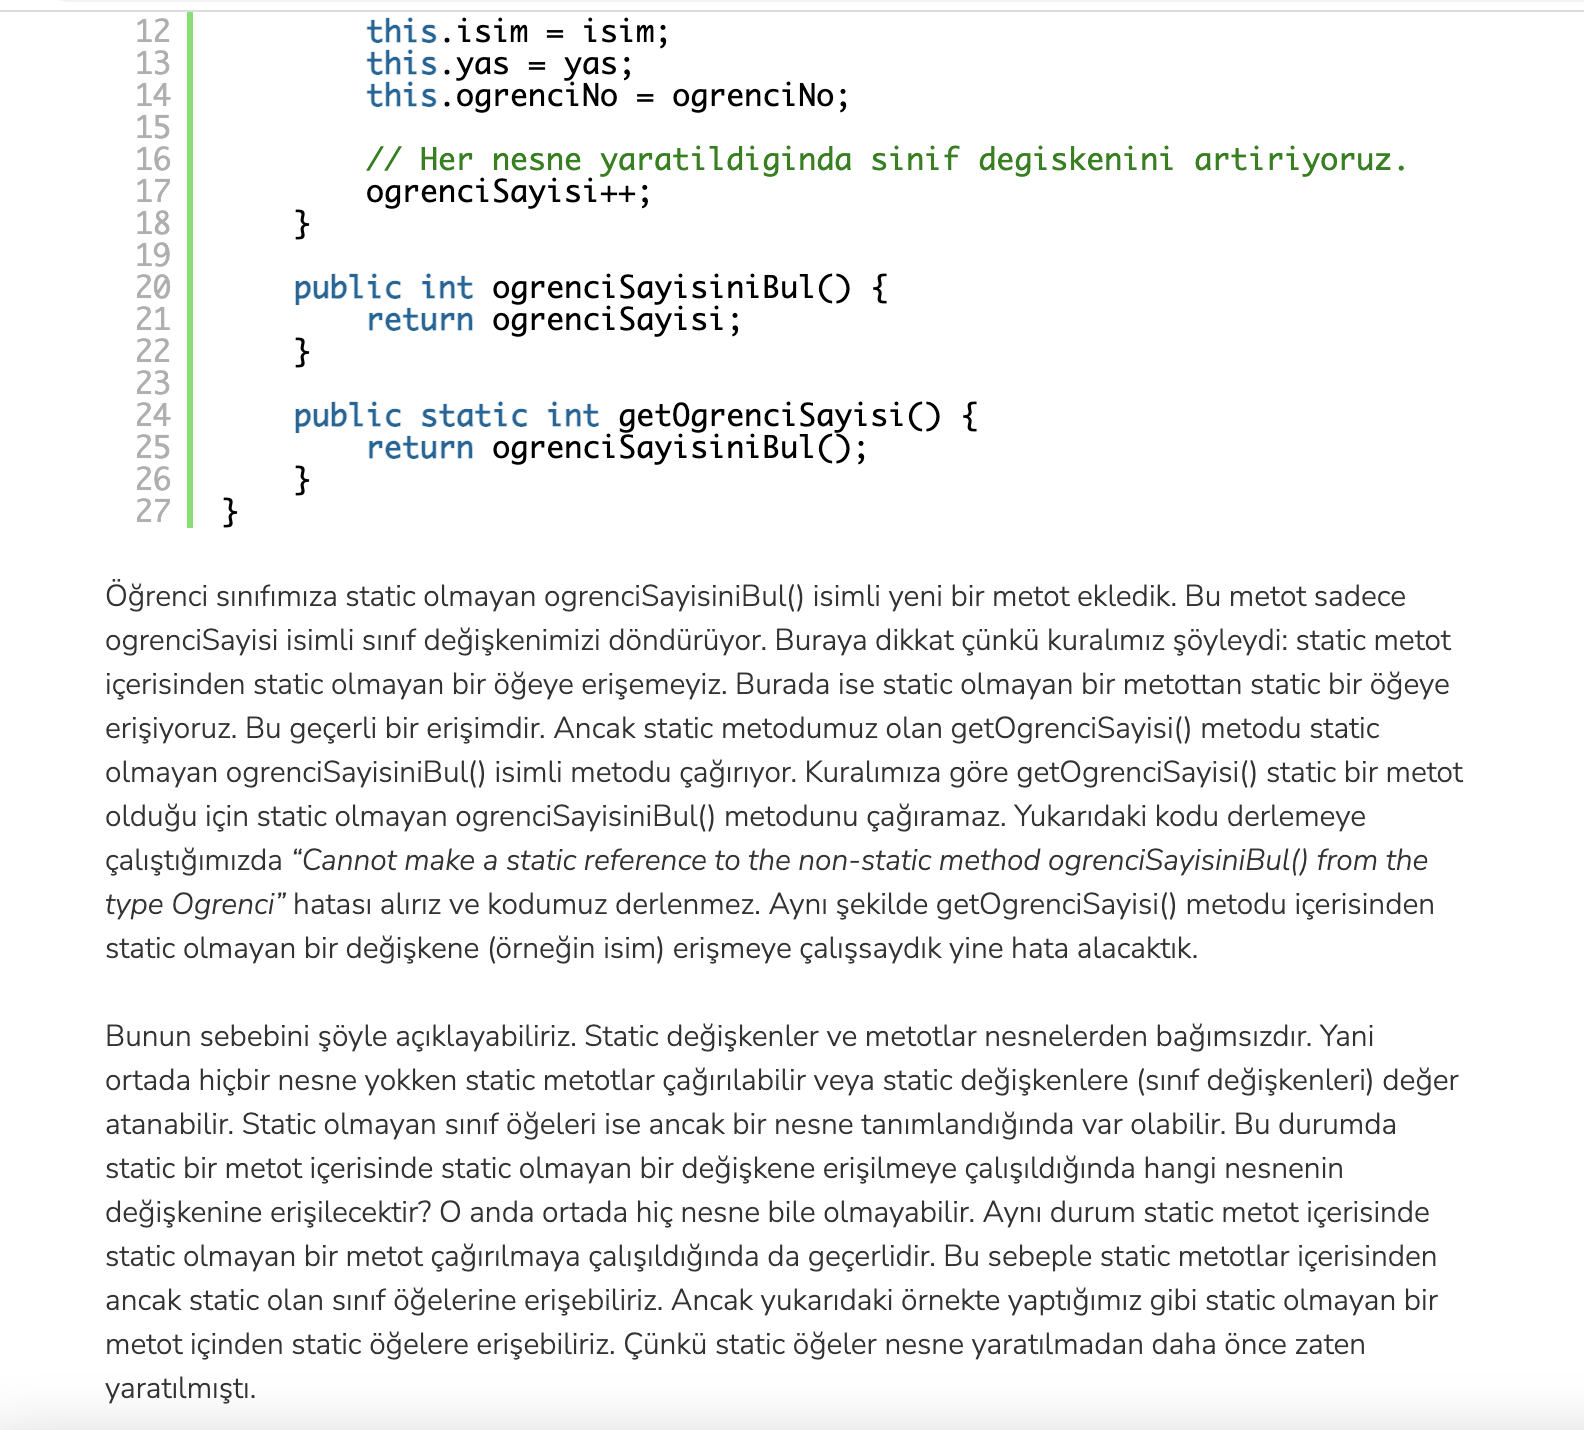 12 this.isim = isim;
13 this.yas = yas;
14 this.ogrenciNo = ogrenciNo;
15
16 // Her nesne yaratildiginda sinif degiskenini artiriyoruz.
17 ogrenciSayisi++;
18 }
19
20 public int ogrenciSayisiniBul() {
21 return ogrenciSayisi;
22 }
23
24 public static int getOgrenciSayisi() {
25 return ogrenciSayisiniBul();
26 }
27 }
Öğrenci sınıfımıza static olmayan ogrenciSayisiniBul() isimli yeni bir metot ekledik. Bu metot sadece
ogrenciSayisi isimli sınıf değişkenimizi döndürüyor. Buraya dikkat çünkü kuralımız şöyleydi: static metot
içerisinden static olmayan bir öğeye erişemeyiz. Burada ise static olmayan bir metottan static bir öğeye
erişiyoruz. Bu geçerli bir erişimdir. Ancak static metodumuz olan getOgrenciSayisi() metodu static
olmayan ogrenciSayisiniBul() isimli metodu çağırıyor. Kuralımıza göre getOgrenciSayisi() static bir metot
olduğu için static olmayan ogrenciSayisiniBul() metodunu çağıramaz. Yukarıdaki kodu derlemeye
çalıştığımızda “Cannot make a static reference to the non-static method ogrenciSayisiniBul() from the
type Ogrenci” hatası alırız ve kodumuz derlenmez. Aynı şekilde getOgrenciSayisi() metodu içerisinden
static olmayan bir değişkene (örneğin isim) erişmeye çalışsaydık yine hata alacaktık.
Bunun sebebini şöyle açıklayabiliriz. Static değişkenler ve metotlar nesnelerden bağımsızdır. Yani
ortada hiçbir nesne yokken static metotlar çağırılabilir veya static değişkenlere (sınıf değişkenleri) değer
atanabilir. Static olmayan sınıf öğeleri ise ancak bir nesne tanımlandığında var olabilir. Bu durumda
static bir metot içerisinde static olmayan bir değişkene erişilmeye çalışıldığında hangi nesnenin
değişkenine erişilecektir? O anda ortada hiç nesne bile olmayabilir. Aynı durum static metot içerisinde
static olmayan bir metot çağırılmaya çalışıldığında da geçerlidir. Bu sebeple static metotlar içerisinden
ancak static olan sınıf öğelerine erişebiliriz. Ancak yukarıdaki örnekte yaptığımız gibi static olmayan bir
metot içinden static öğelere erişebiliriz. Çünkü static öğeler nesne yaratılmadan daha önce zaten
yaratılmıştı.